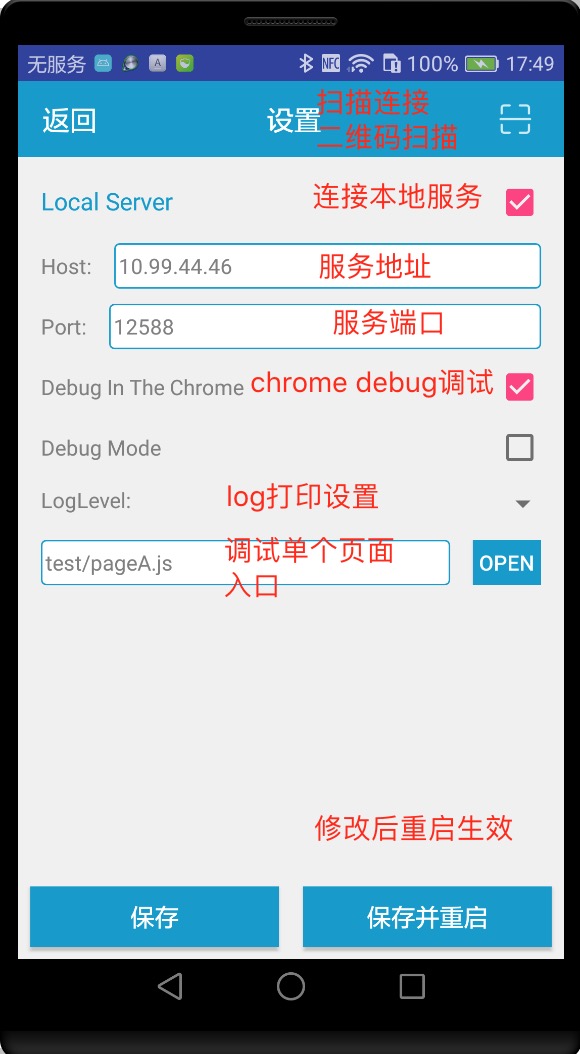 无服务 A NFC 100% 17:49
返回 设置
扫描连接
二维码扫描
Local Server 连接本地服务
Host: 10.99.44.46 服务地址
Port: 12588 服务端口
Debug In The Chrome chrome debug调试
Debug Mode
LogLevel: log打印设置
test/pageA.js 调试单个页面 OPEN
入口
修改后重启生效
保存 保存并重启